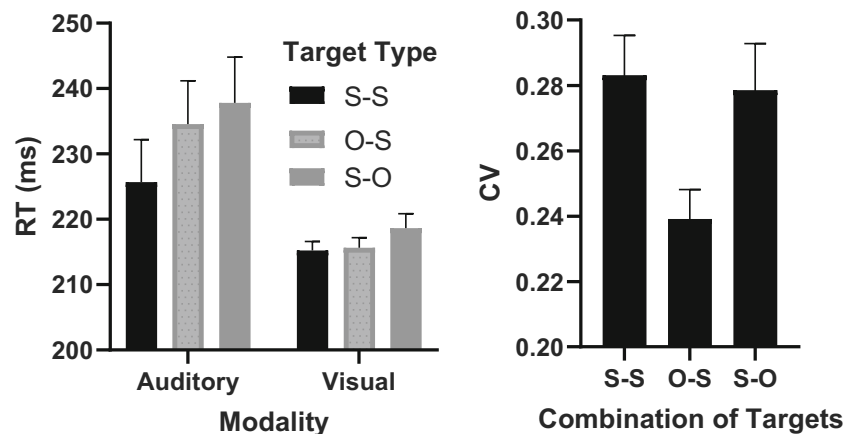 250
240
230
220
210
200
RT (ms)
Target Type
S-S
O-S
S-O
Auditory
Visual
Modality
0.30
0.28
0.26
0.24
0.22
0.20
CV
S-S
O-S
S-O
Combination of Targets